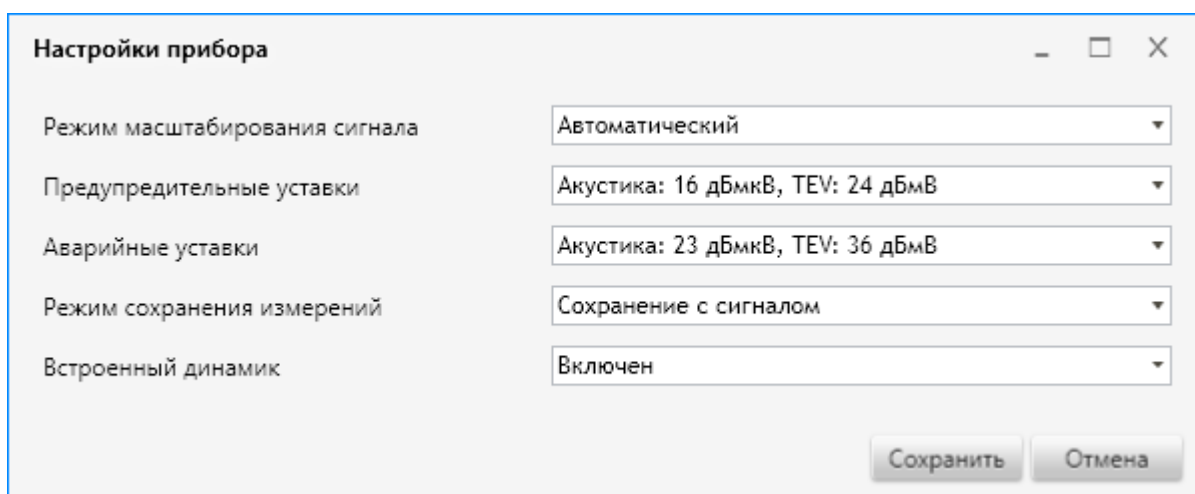 Настройки прибора
Режим масштабирования сигнала Автоматический
Предупредительные уставки Акустика: 16 дБмкВ, TEV: 24 дБмВ
Аварийные уставки Акустика: 23 дБмкВ, TEV: 36 дБмВ
Режим сохранения измерений Сохранение с сигналом
Встроенный динамик Включен
Сохранить Отмена